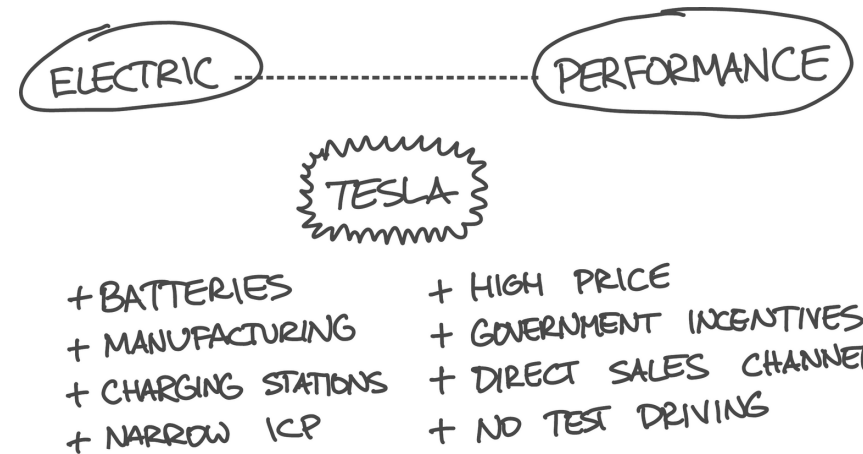 ELECTRIC
PERFORMANCE
TESLA
+ BATTERIES
+ MANUFACTURING
+ CHARGING STATIONS
+ NARROW ICP
+ HIGH PRICE
+ GOVERNMENT INCENTIVES
+ DIRECT SALES CHANNEL
+ NO TEST DRIVING